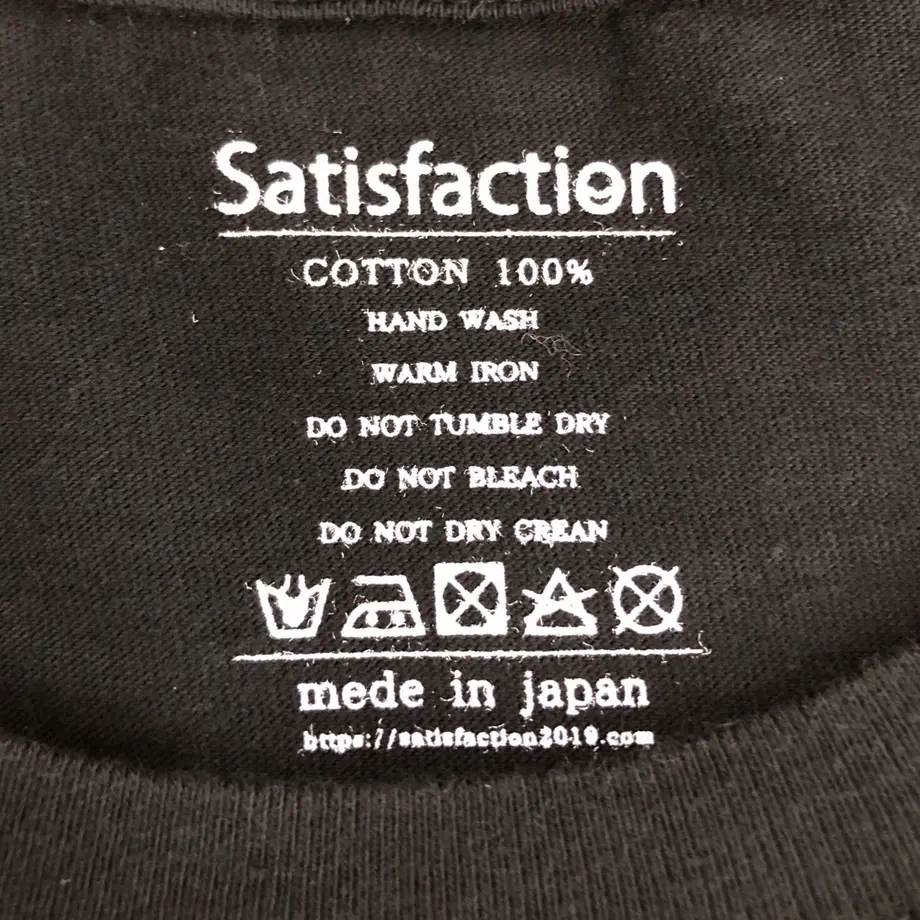 Satisfaction
COTTON 100%
HAND WASH
WARM IRON
DO NOT TUMBLE DRY
DO NOT BLEACH
DO NOT DRY CREAN
mede in japan
https://satisfaction2019.com